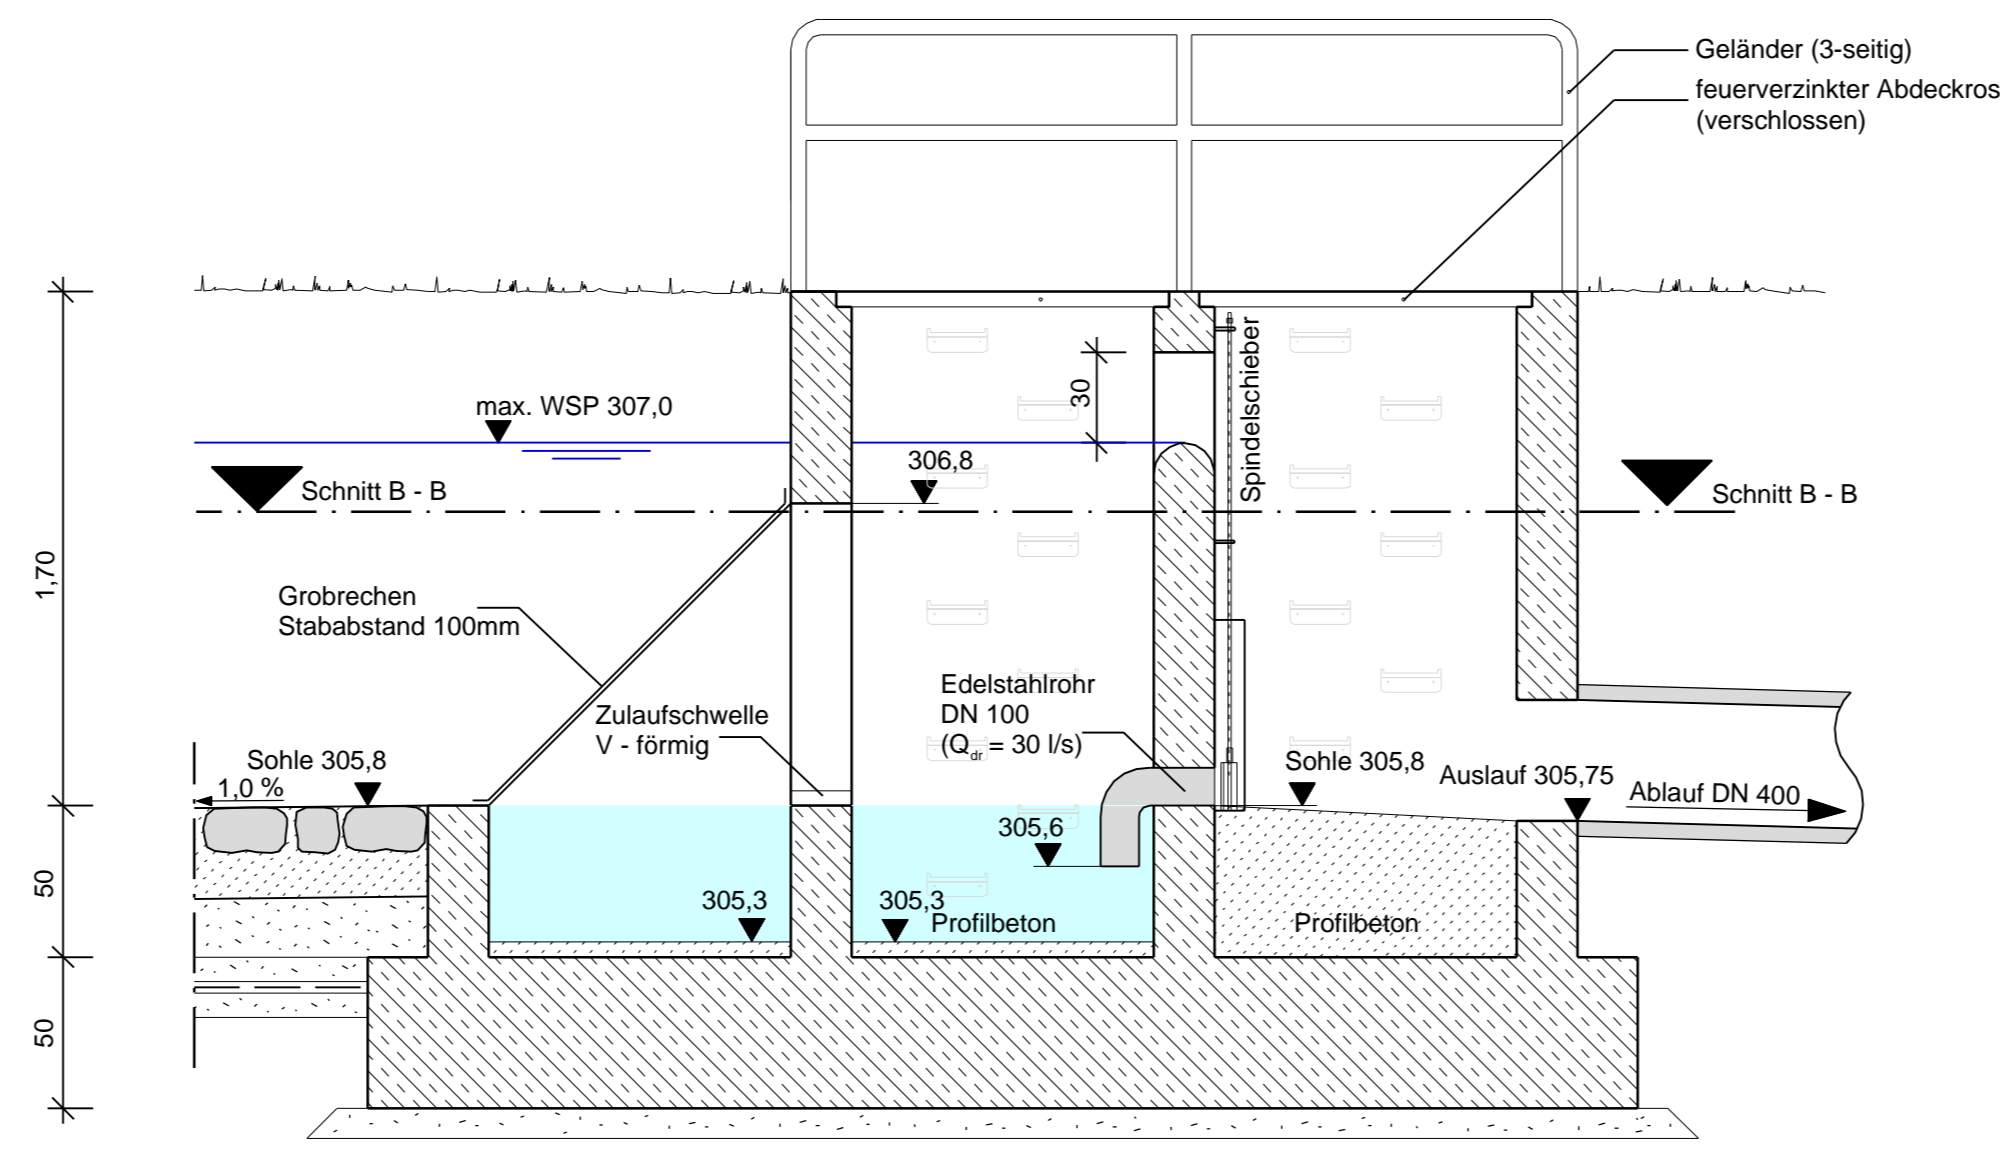 Geländer (3-seitig)
feuerverzinkter Abdeckros
(verschlossen)
max. WSP 307,0
306,8
30
Spindelschieber
Schnitt B - B
Schnitt B - B
1,70
Grobrechen
Stababstand 100mm
Zulaufschwelle
V - förmig
Edelstahlrohr
DN 100
(Qdr = 30 l/s)
Sohle 305,8
1,0 %
Sohle 305,8
Auslauf 305,75
Ablauf DN 400
305,6
50
305,3
305,3
Profilbeton
Profilbeton
50